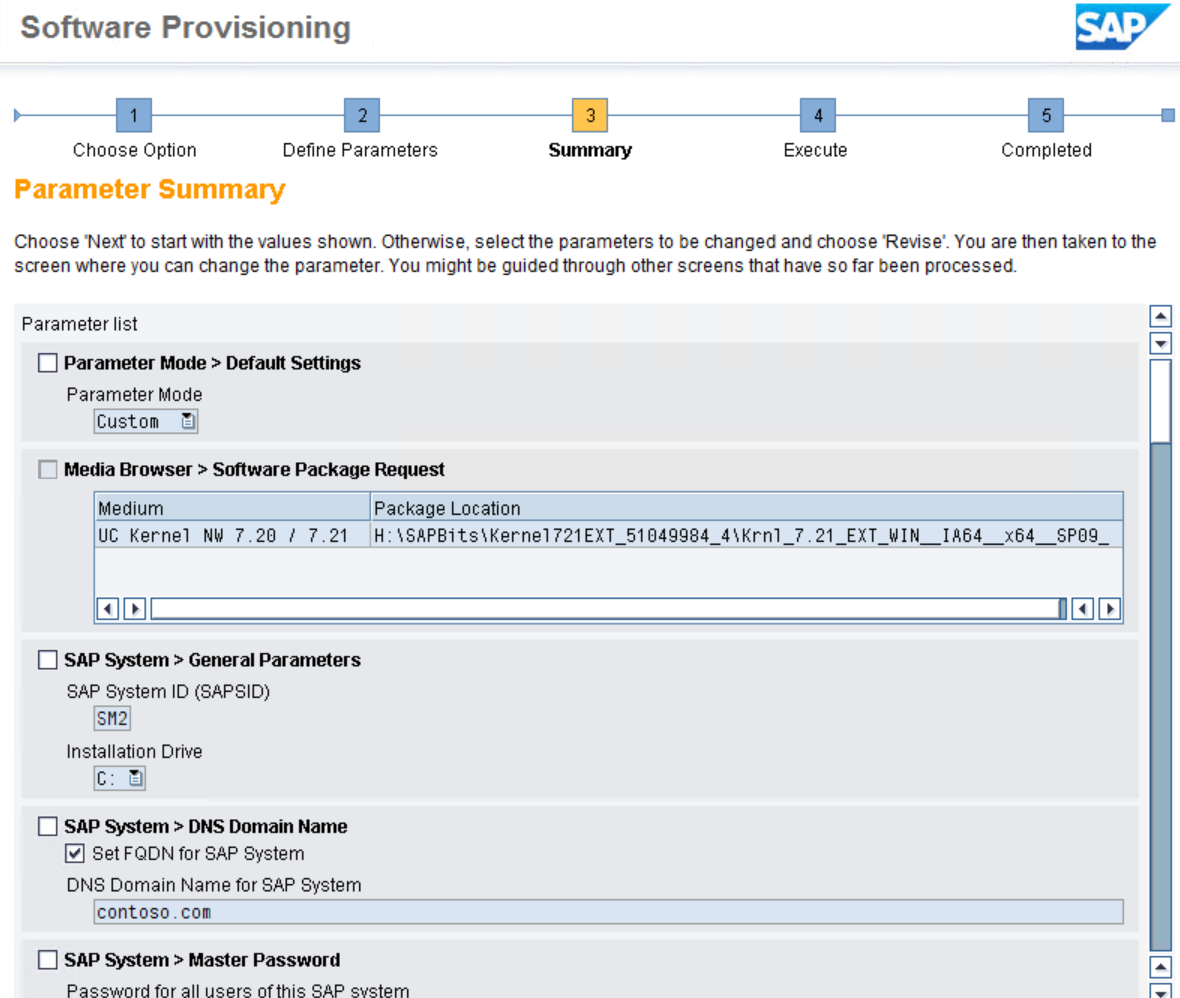 Software Provisioning
SAP
1
2
3
4
5
Choose Option
Define Parameters
Summary
Execute
Completed
Parameter Summary
Choose 'Next' to start with the values shown. Otherwise, select the parameters to be changed and choose 'Revise'. You are then taken to the
screen where you can change the parameter. You might be guided through other screens that have so far been processed.
Parameter list
Parameter Mode > Default Settings
Parameter Mode
Custom
Media Browser > Software Package Request
Medium
Package Location
UC Kernel NW 7.20 / 7.21
H:\SAPBits\Kernel721EXT_51049984_4\Krnl_7.21_EXT_WIN__IA64__x64__SP09_
SAP System > General Parameters
SAP System ID (SAPSID)
SM2
Installation Drive
C:
SAP System > DNS Domain Name
Set FQDN for SAP System
DNS Domain Name for SAP System
contoso.com
SAP System > Master Password
Password for all users of this SAP system